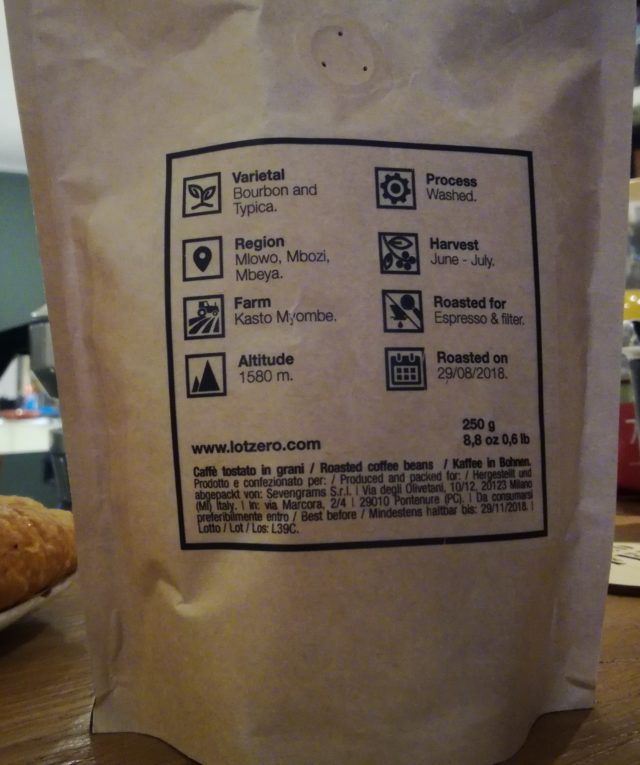 Varietal
Bourbon and
Typica.
Region
Mlowo, Mbozi,
Mbeya.
Farm
Kasto Myombe.
Altitude
1580 m.
Process
Washed.
Harvest
June - July.
Roasted for
Espresso & filter.
Roasted on
29/08/2018.
250 g
8,8 oz 0,6 lb
www.lotzero.com
Caffè tostato in grani / Roasted coffee beans / Kaffee in Bohnen.
Prodotto e confezionato per: / Produced and packed for: / Hergestellt und
abgepackt von: Sevengrams S.r.l. | Via degli Olivetani, 10/12, 20123 Milano
(MI) Italy. | In: via Marcora, 2/4 | 29010 Pontenure (PC). | Da consumarsi
preferibilmente entro / Best before / Mindestens haltbar bis: 29/11/2018. |
Lotto / Lot / Los: L39C.